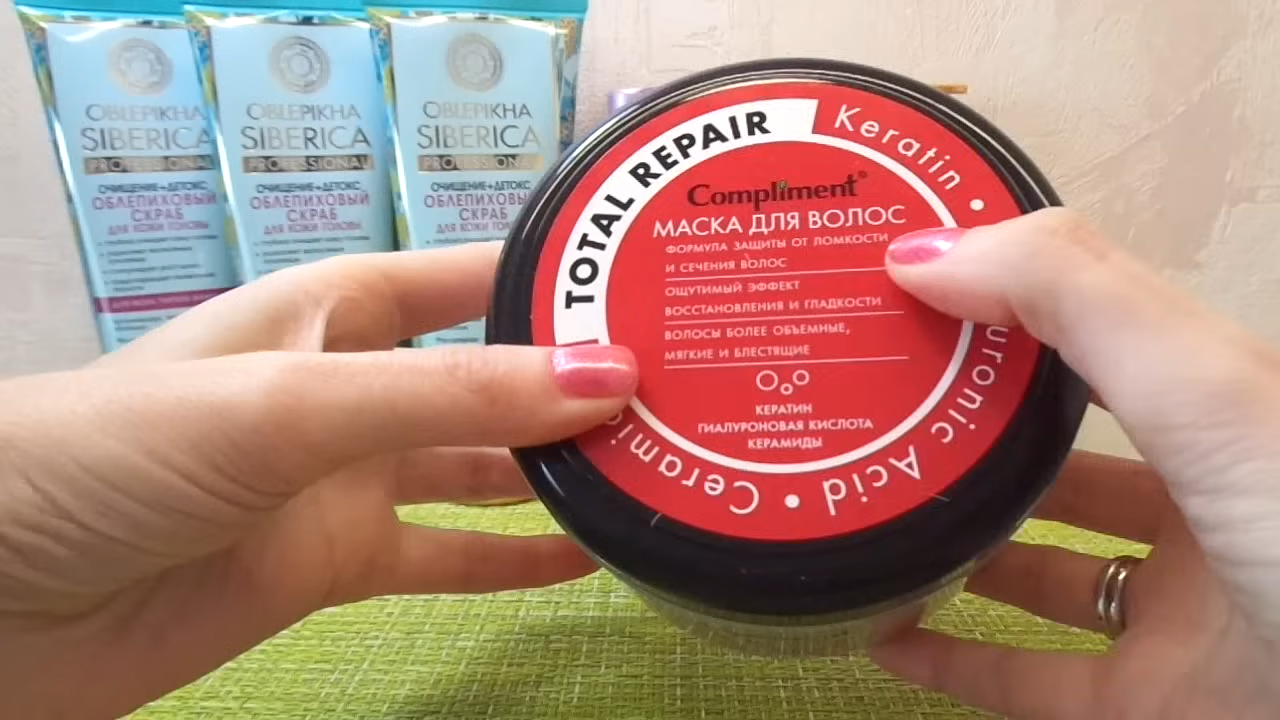 OBLEPIKHA
SIBERICA
PROFESSIONAL
ОЧИЩЕНИЕ+ДЕТОКС
ОБЛЕПИХОВЫЙ
СКРАБ
ДЛЯ КОЖИ ГОЛОВЫ
OBLEPIKHA
SIBERICA
PROFESSIONAL
ОЧИЩЕНИЕ+ДЕТОКС
ОБЛЕПИХОВЫЙ
СКРАБ
ДЛЯ КОЖИ ГОЛОВЫ
OBLEPIKHA
SIBERICA
PROFESSIONAL
ОЧИЩЕНИЕ+ДЕТОКС
ОБЛЕПИХОВЫЙ
СКРАБ
ДЛЯ КОЖИ ГОЛОВЫ
TOTAL REPAIR
Keratin •
uronic Acid •
Ceramid
Compliment®
МАСКА ДЛЯ ВОЛОС
ФОРМУЛА ЗАЩИТЫ ОТ ЛОМКОСТИ
И СЕЧЕНИЯ ВОЛОС
ОЩУТИМЫЙ ЭФФЕКТ
ВОССТАНОВЛЕНИЯ И ГЛАДКОСТИ
ВОЛОСЫ БОЛЕЕ ОБЪЕМНЫЕ,
МЯГКИЕ И БЛЕСТЯЩИЕ
КЕРАТИН
ГИАЛУРОНОВАЯ КИСЛОТА
КЕРАМИДЫ